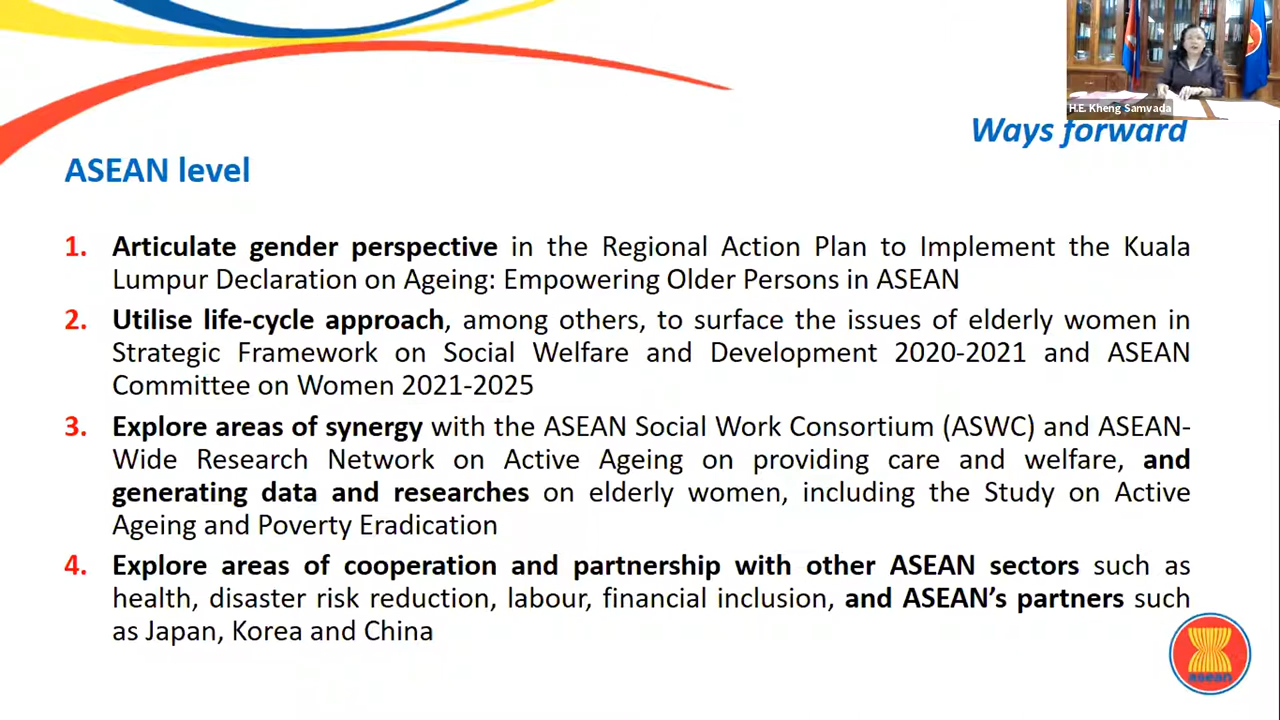 H.E. Kheng Samvada
Ways forward
ASEAN level
1. Articulate gender perspective in the Regional Action Plan to Implement the Kuala
Lumpur Declaration on Ageing: Empowering Older Persons in ASEAN
2. Utilise life-cycle approach, among others, to surface the issues of elderly women in
Strategic Framework on Social Welfare and Development 2020-2021 and ASEAN
Committee on Women 2021-2025
3. Explore areas of synergy with the ASEAN Social Work Consortium (ASWC) and ASEAN-
Wide Research Network on Active Ageing on providing care and welfare, and
generating data and researches on elderly women, including the Study on Active
Ageing and Poverty Eradication
4. Explore areas of cooperation and partnership with other ASEAN sectors such as
health, disaster risk reduction, labour, financial inclusion, and ASEAN’s partners such
as Japan, Korea and China
asean